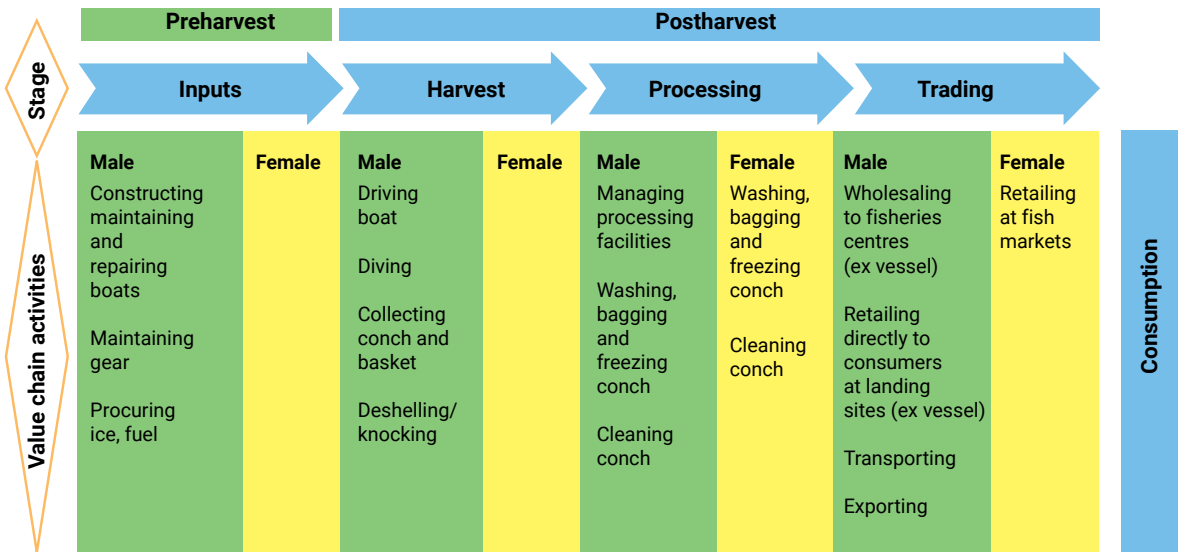 Preharvest
Postharvest
Stage
Inputs
Harvest
Processing
Trading
Value chain activities
Male
Constructing
maintaining
and
repairing
boats
Maintaining
gear
Procuring
ice, fuel
Female
Male
Driving
boat
Diving
Collecting
conch and
basket
Deshelling/
knocking
Female
Male
Managing
processing
facilities
Washing,
bagging
and
freezing
conch
Cleaning
conch
Female
Washing,
bagging
and
freezing
conch
Cleaning
conch
Male
Wholesaling
to fisheries
centres
(ex vessel)
Retailing
directly to
consumers
at landing
sites (ex vessel)
Transporting
Exporting
Female
Retailing
at fish
markets
Consumption